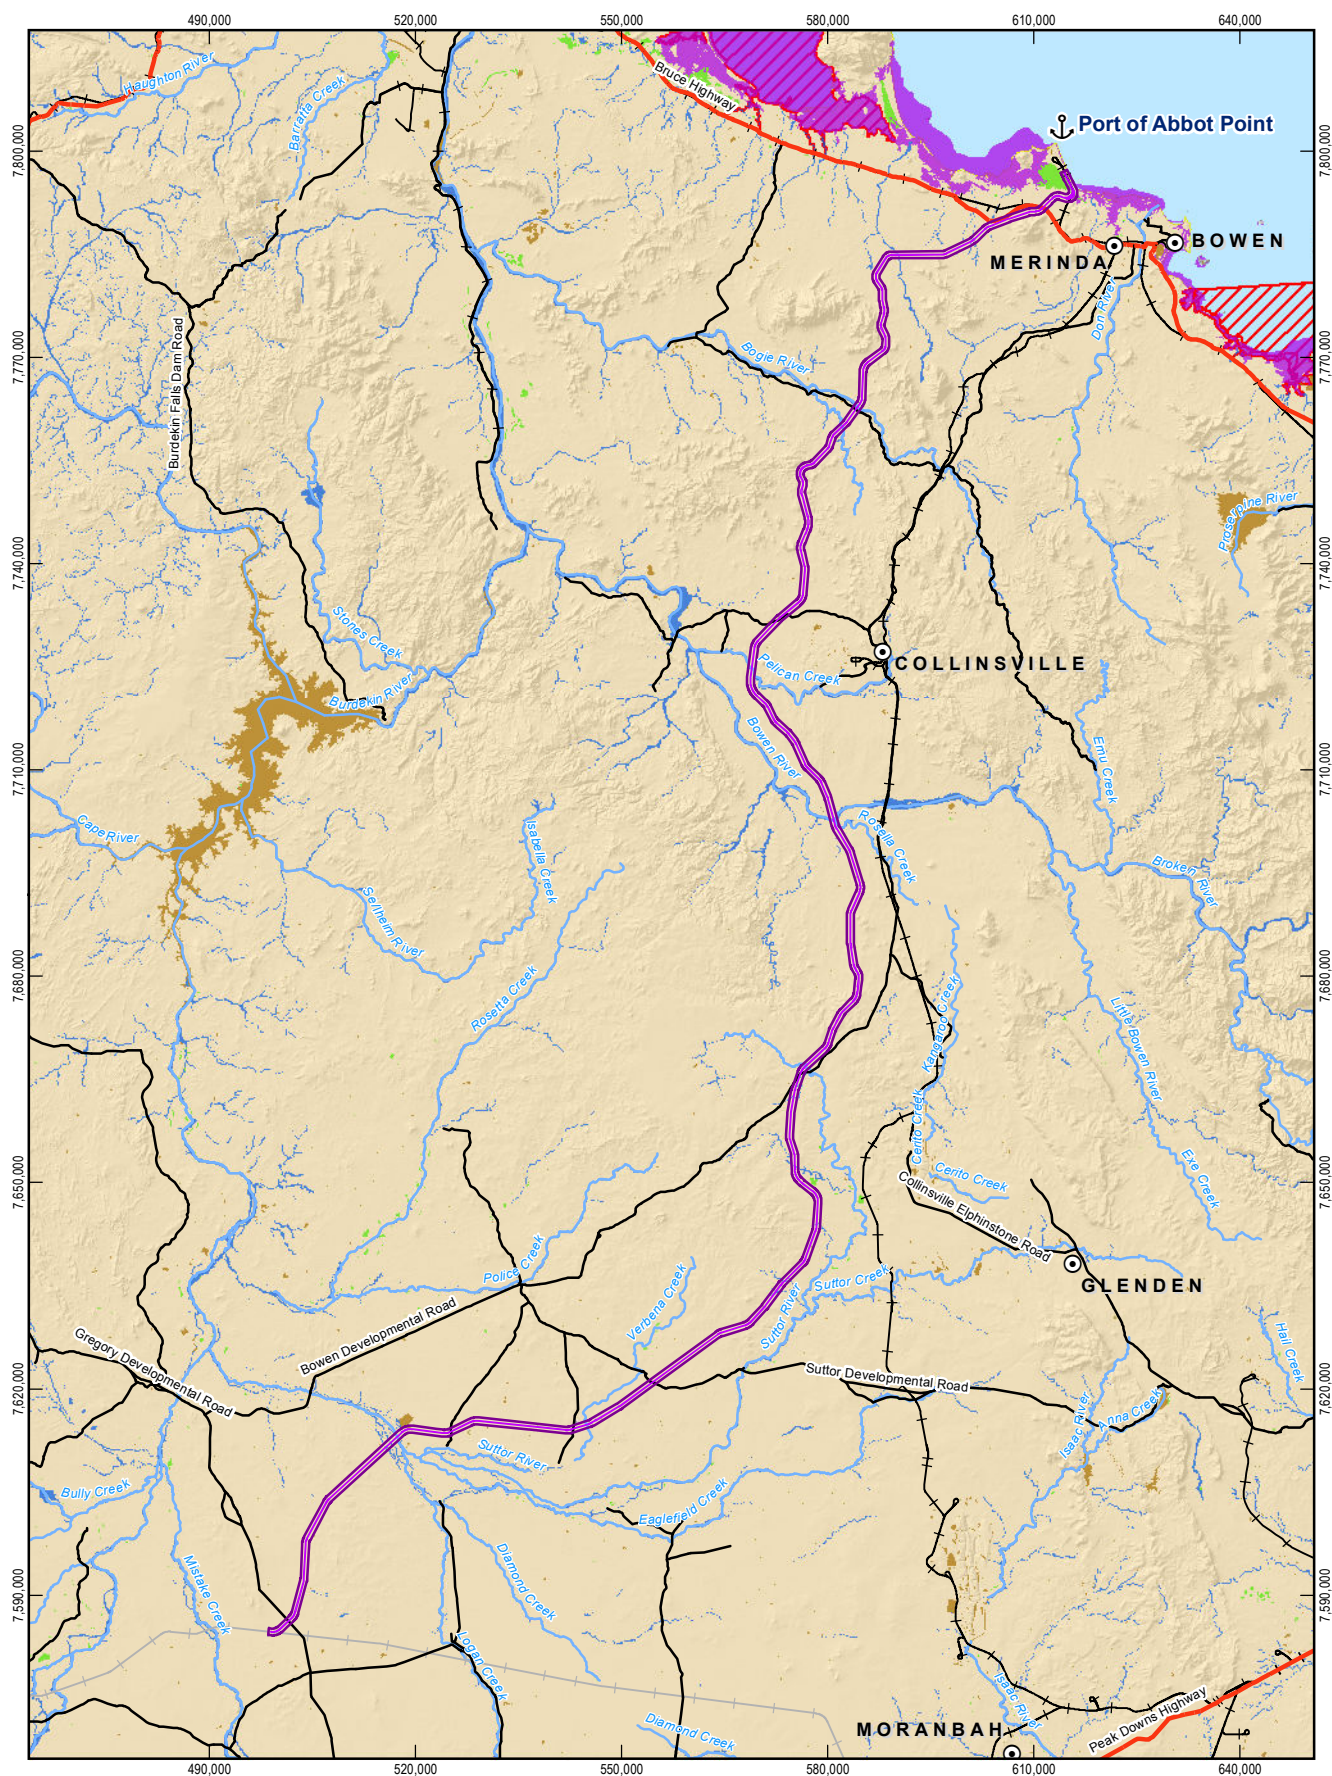 490,000 520,000 550,000 580,000 610,000 640,000
Haughton River
Barratta Creek
Bruce Highway
Port of Abbot Point
7,800,000
7,800,000
BOWEN
MERINDA
Don River
Burdekin Falls Dam Road
7,770,000
7,770,000
Bogie River
Proserpine River
7,740,000
7,740,000
Stones Creek
COLLINSVILLE
Pelican Creek
Burdekin River
Bowen River
Emu Creek
7,710,000
7,710,000
Cape River
Isabella Creek
Rosella Creek
Broken River
Sellheim River
Rosetta Creek
7,680,000
7,680,000
Kangaroo Creek
Little Bowen River
Cerito Creek
Cerito Creek
Exe Creek
7,650,000
7,650,000
Collinsville Elphinstone Road
Police Creek
Suttor Creek
GLENDEN
Verbena Creek
Suttor River
Bowen Developmental Road
Gregory Developmental Road
Hail Creek
7,620,000
7,620,000
Suttor Developmental Road
Isaac River
Anna Creek
Suttor River
Bully Creek
Eaglefield Creek
Diamond Creek
Mistake Creek
7,590,000
7,590,000
Logan Creek
Isaac River
Diamond Creek
MORANBAH
Peak Downs Highway
490,000 520,000 550,000 580,000 610,000 640,000